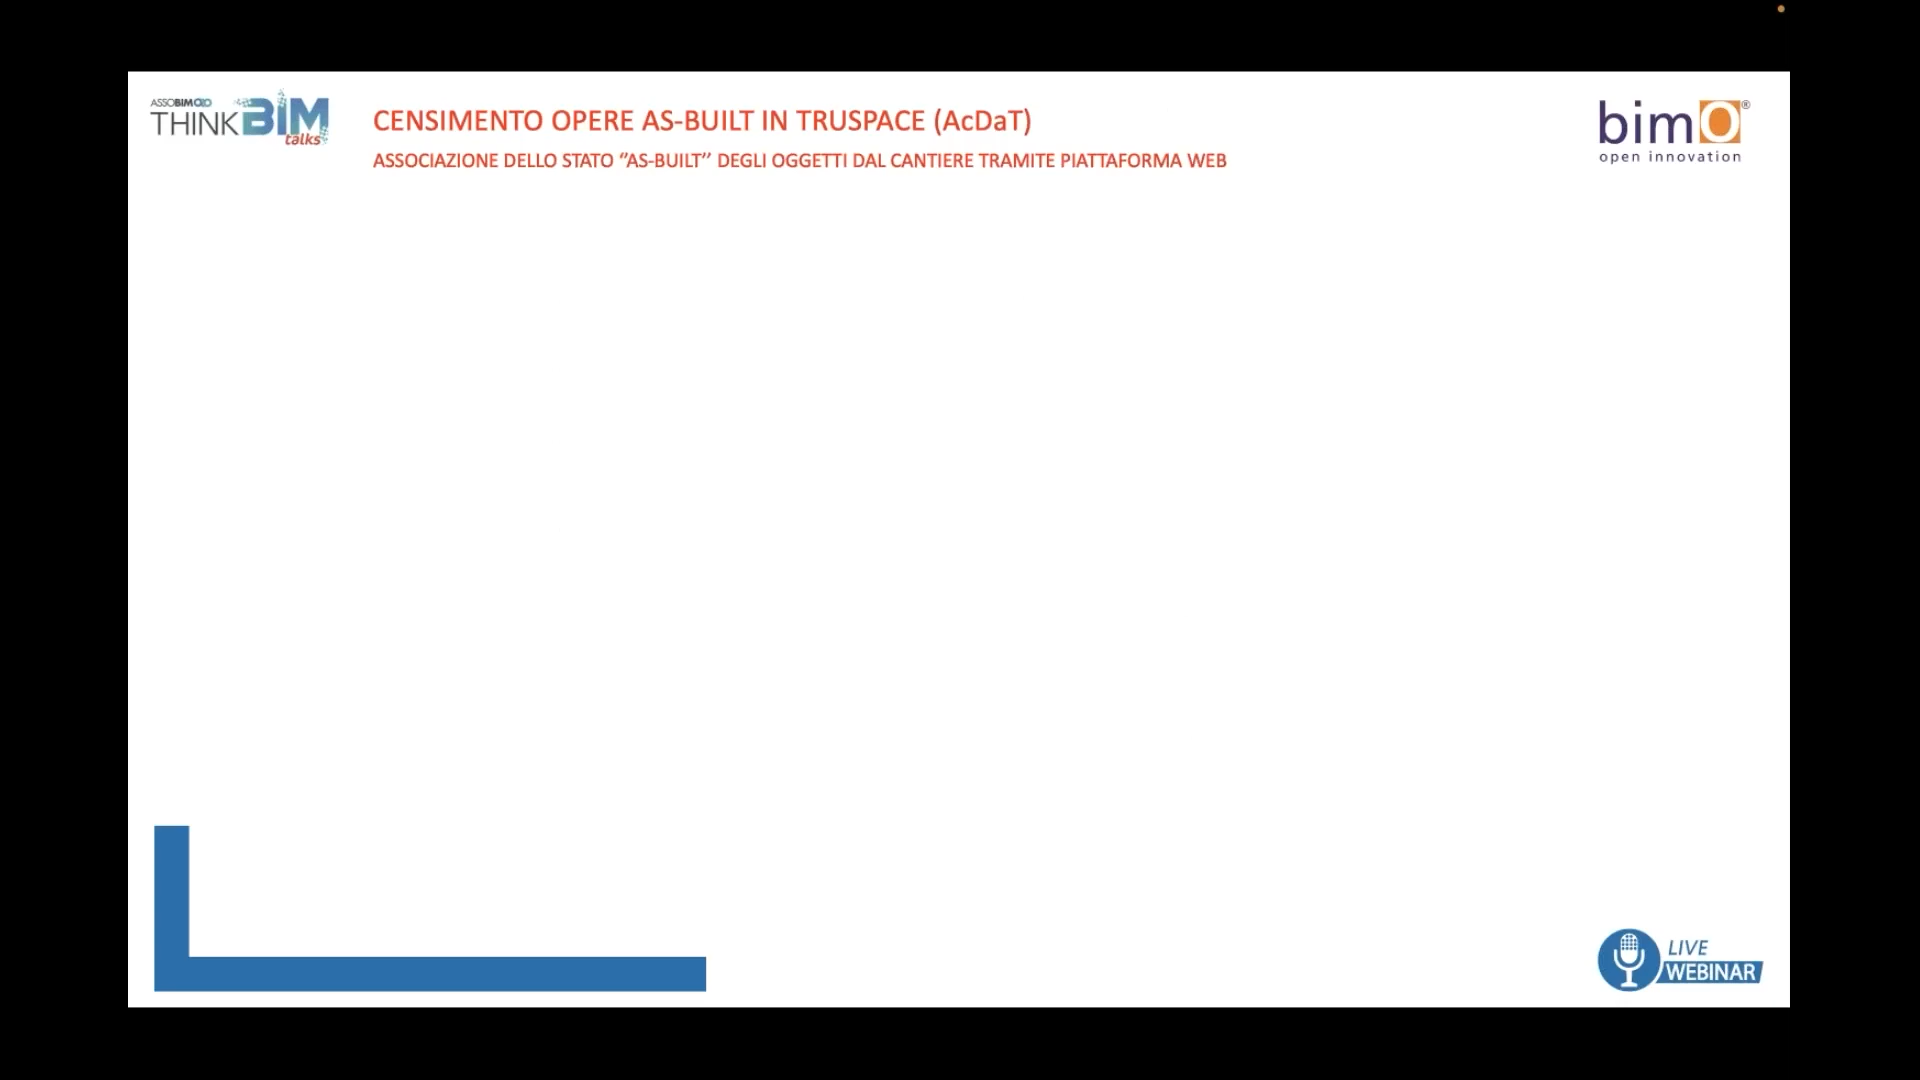 ASSOBIM
THINK BIM
talks
CENSIMENTO OPERE AS-BUILT IN TRUSPACE (AcDaT)
ASSOCIAZIONE DELLO STATO ‘’AS-BUILT’’ DEGLI OGGETTI DAL CANTIERE TRAMITE PIATTAFORMA WEB
bimO®
open innovation
LIVE
WEBINAR